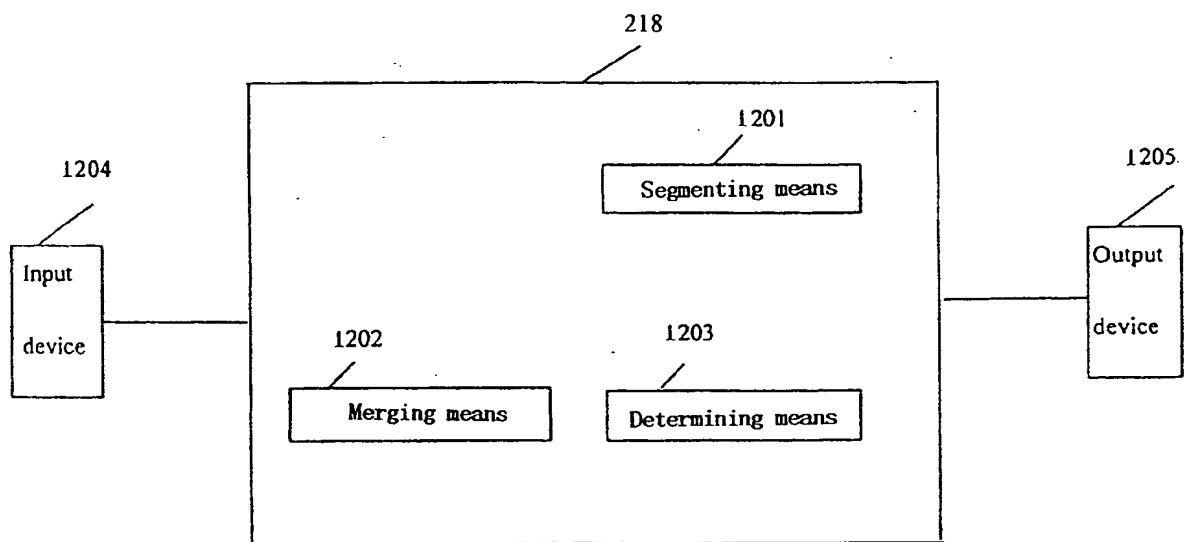 218
1201
1204
1205
Segmenting means
Input
device
Output
device
1202
1203
Merging means
Determining means